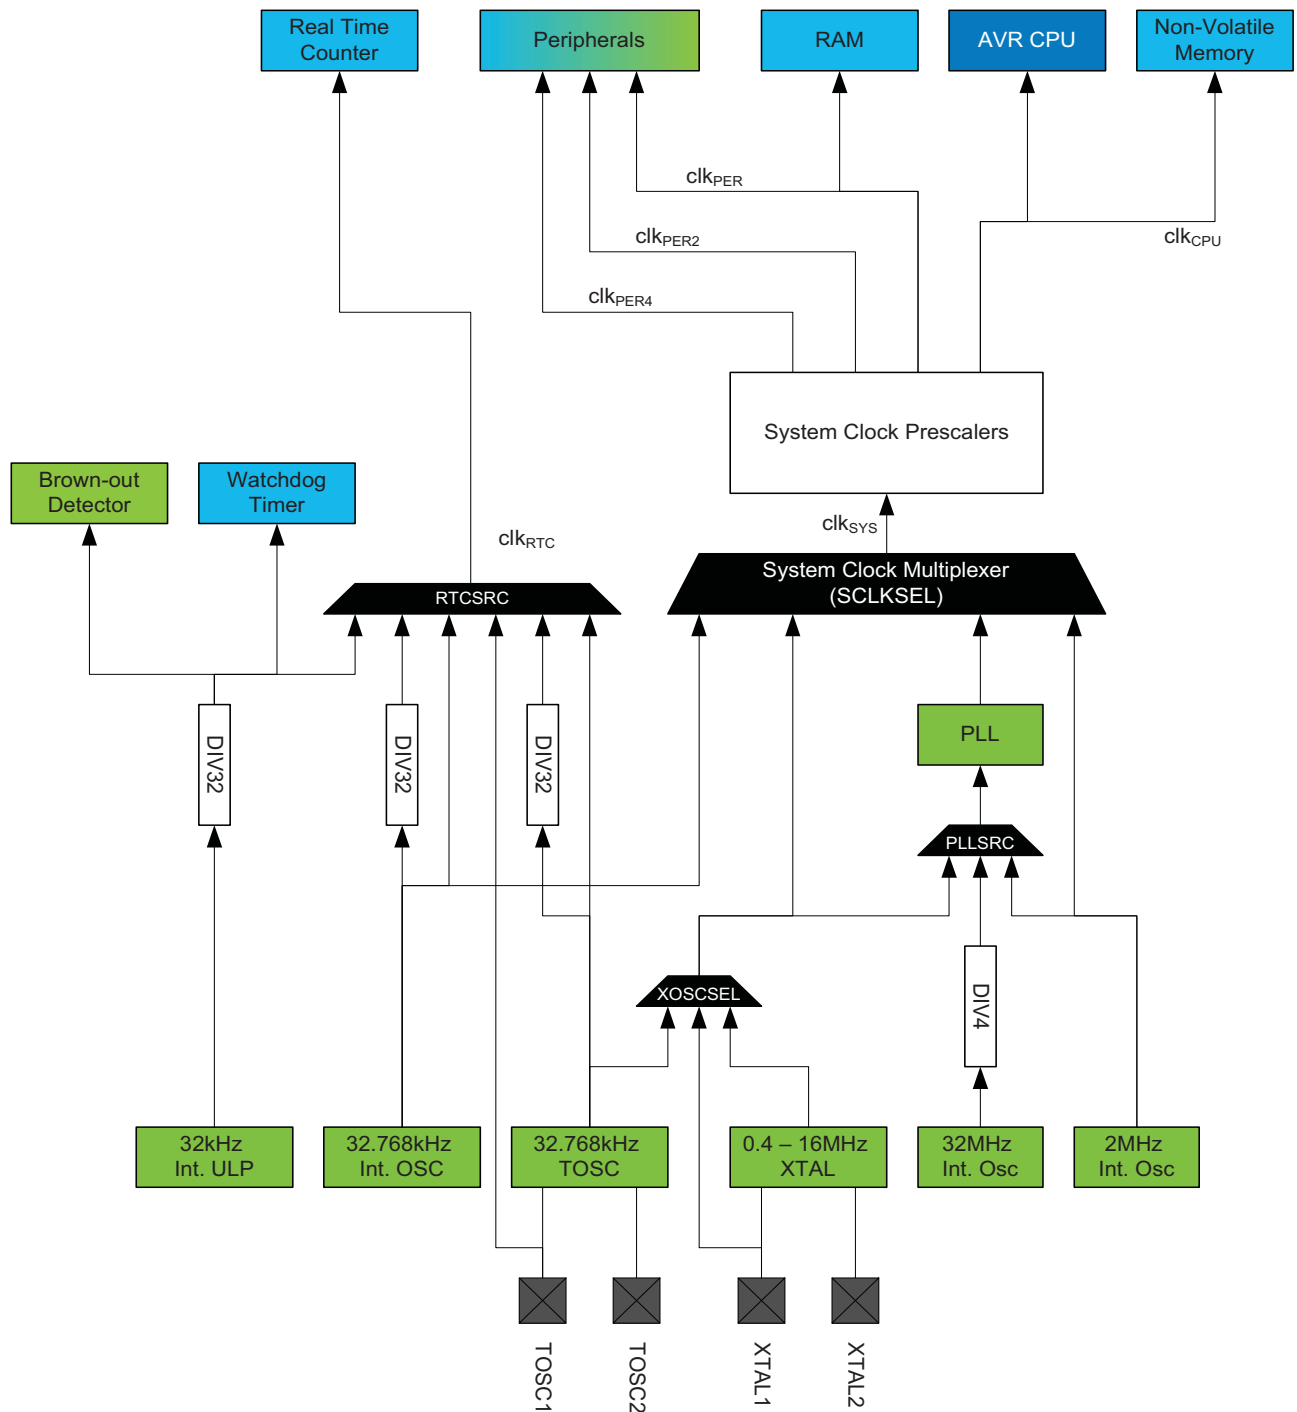 Real Time
Counter
Peripherals
RAM
AVR CPU
Non-Volatile
Memory
clkPER
clkPER2
clkCPU
clkPER4
System Clock Prescalers
Brown-out
Detector
Watchdog
Timer
clkRTC
clkSYS
System Clock Multiplexer
(SCLKSEL)
RTCSRC
DIV32
DIV32
DIV32
PLL
PLLSRC
XOSCSEL
DIV4
32kHz
Int. ULP
32.768kHz
Int. OSC
32.768kHz
TOSC
0.4 – 16MHz
XTAL
32MHz
Int. Osc
2MHz
Int. Osc
TOSC1
TOSC2
XTAL1
XTAL2